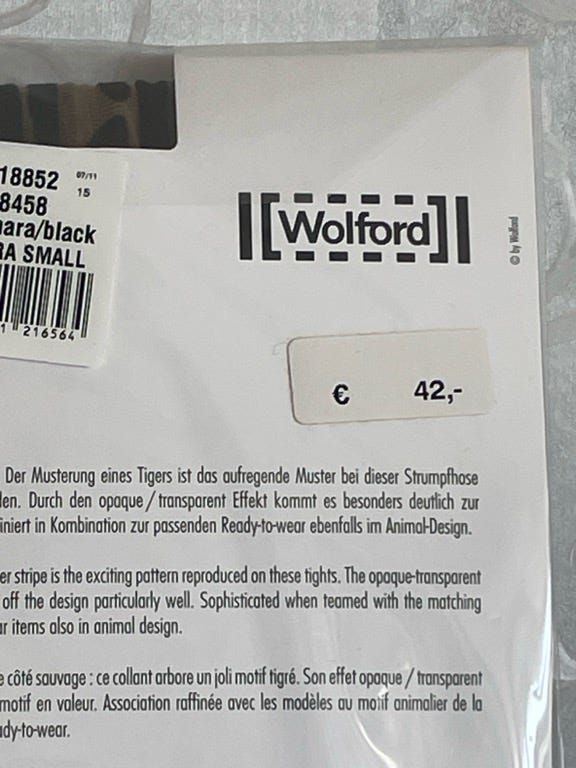 18852 07/11
8458 15
ara/black
RA SMALL
1 216564
Wolford
© by Wolford
€ 42,-
Der Musterung eines Tigers ist das aufregende Muster bei dieser Strumpfhose
den. Durch den opaque / transparent Effekt kommt es besonders deutlich zur
iniert in Kombination zur passenden Ready-to-wear ebenfalls im Animal-Design.
er stripe is the exciting pattern reproduced on these tights. The opaque-transparent
off the design particularly well. Sophisticated when teamed with the matching
ar items also in animal design.
e côté sauvage : ce collant arbore un joli motif tigré. Son effet opaque / transparent
motif en valeur. Association raffinée avec les modèles au motif animalier de la
ady-to-wear.